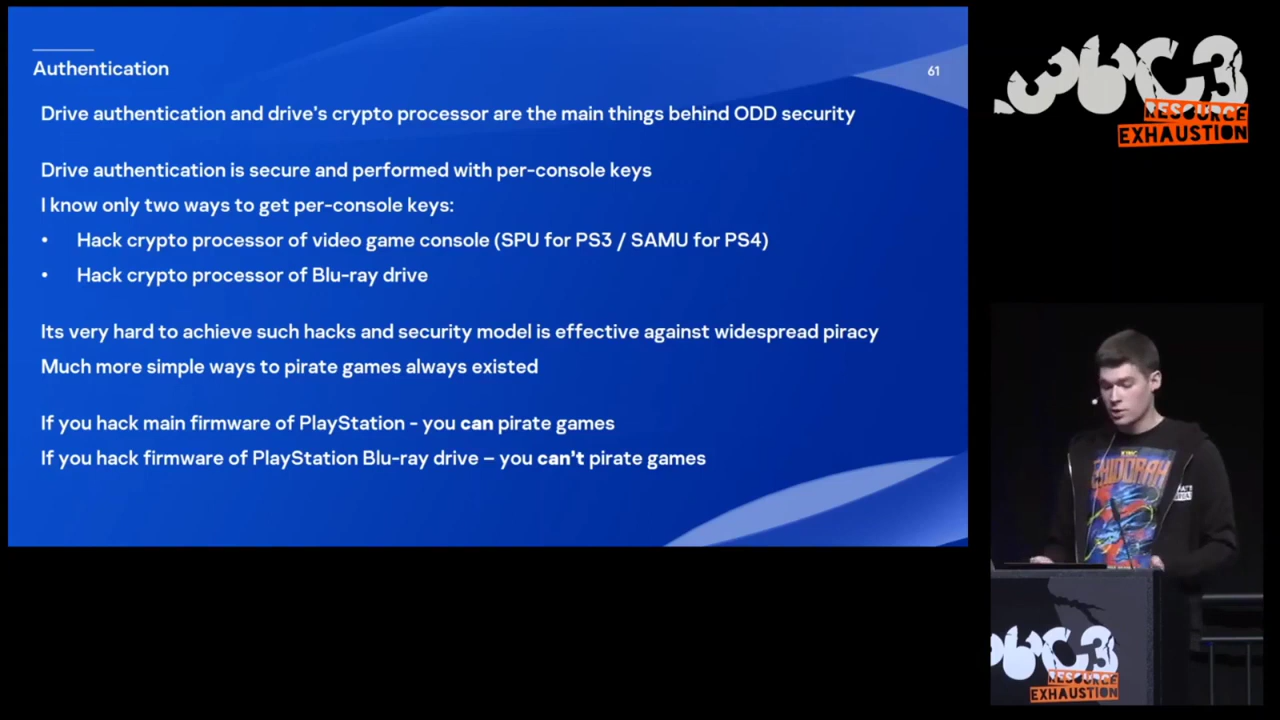 Authentication
61
Drive authentication and drive's crypto processor are the main things behind ODD security
Drive authentication is secure and performed with per-console keys
I know only two ways to get per-console keys:
• Hack crypto processor of video game console (SPU for PS3 / SAMU for PS4)
• Hack crypto processor of Blu-ray drive
Its very hard to achieve such hacks and security model is effective against widespread piracy
Much more simple ways to pirate games always existed
If you hack main firmware of PlayStation - you can pirate games
If you hack firmware of PlayStation Blu-ray drive – you can't pirate games
36C3
RESOURCE
EXHAUSTION
KING
GHIDORAH
36C3
RESOURCE
EXHAUSTION